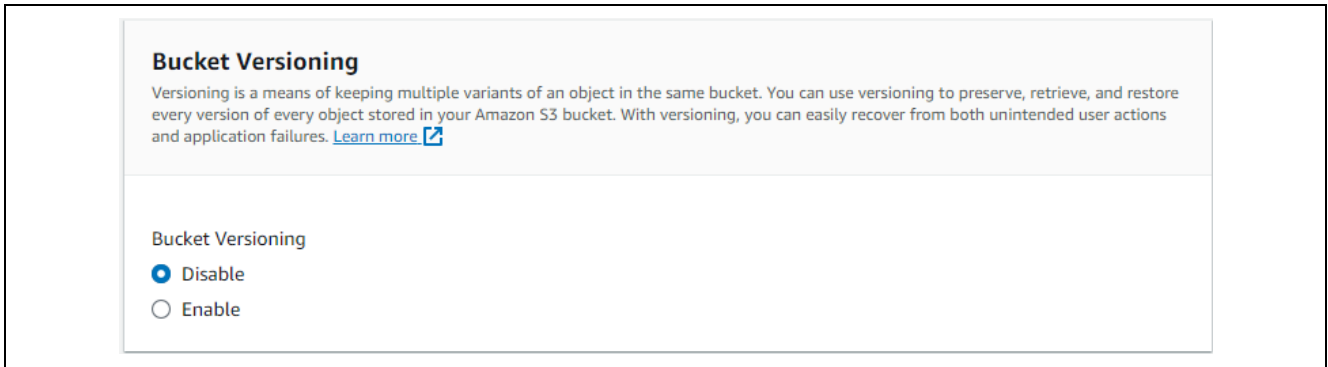 Bucket Versioning
Versioning is a means of keeping multiple variants of an object in the same bucket. You can use versioning to preserve, retrieve, and restore
every version of every object stored in your Amazon S3 bucket. With versioning, you can easily recover from both unintended user actions
and application failures. Learn more
Bucket Versioning
Disable
Enable